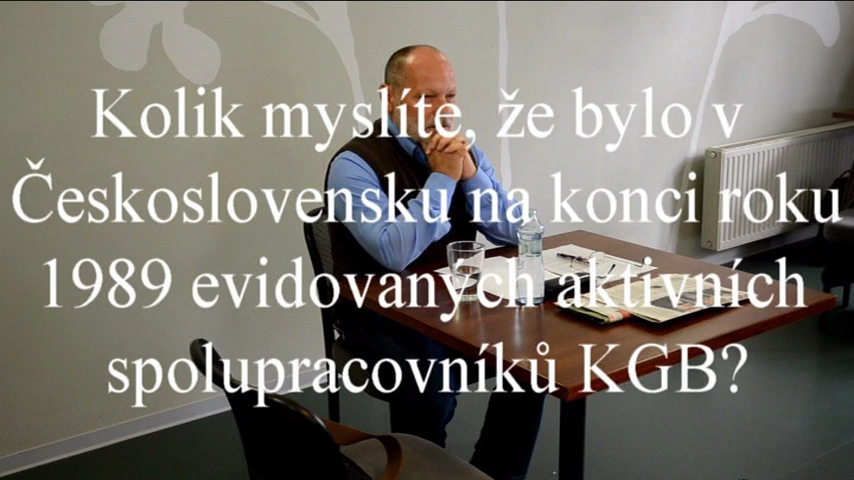 Kolik myslíte, že bylo v
Československu na konci roku
1989 evidovaných aktivních
spolupracovníků KGB?